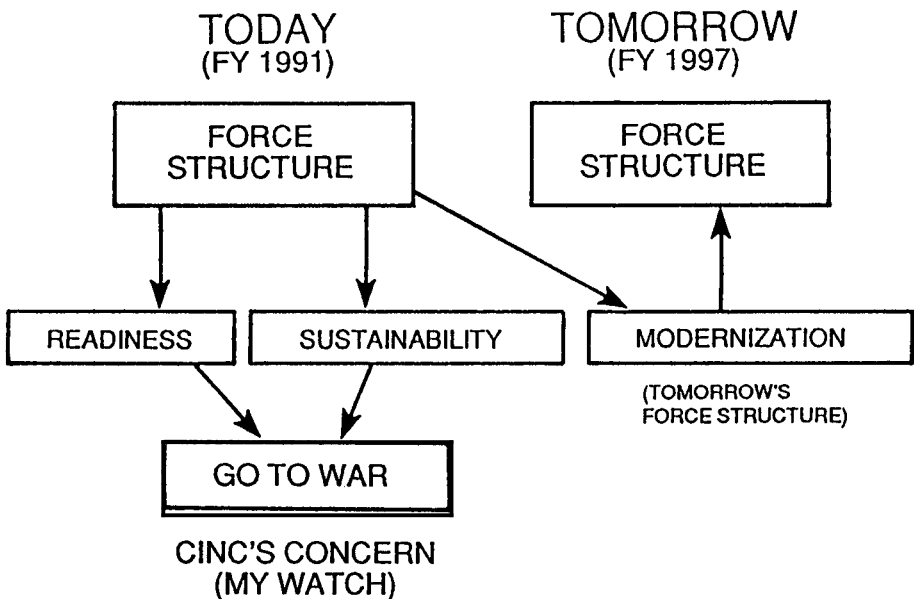 TODAY
(FY 1991)
TOMORROW
(FY 1997)
FORCE
STRUCTURE
FORCE
STRUCTURE
READINESS
SUSTAINABILITY
MODERNIZATION
(TOMORROW'S
FORCE STRUCTURE)
GO TO WAR
CINC'S CONCERN
(MY WATCH)